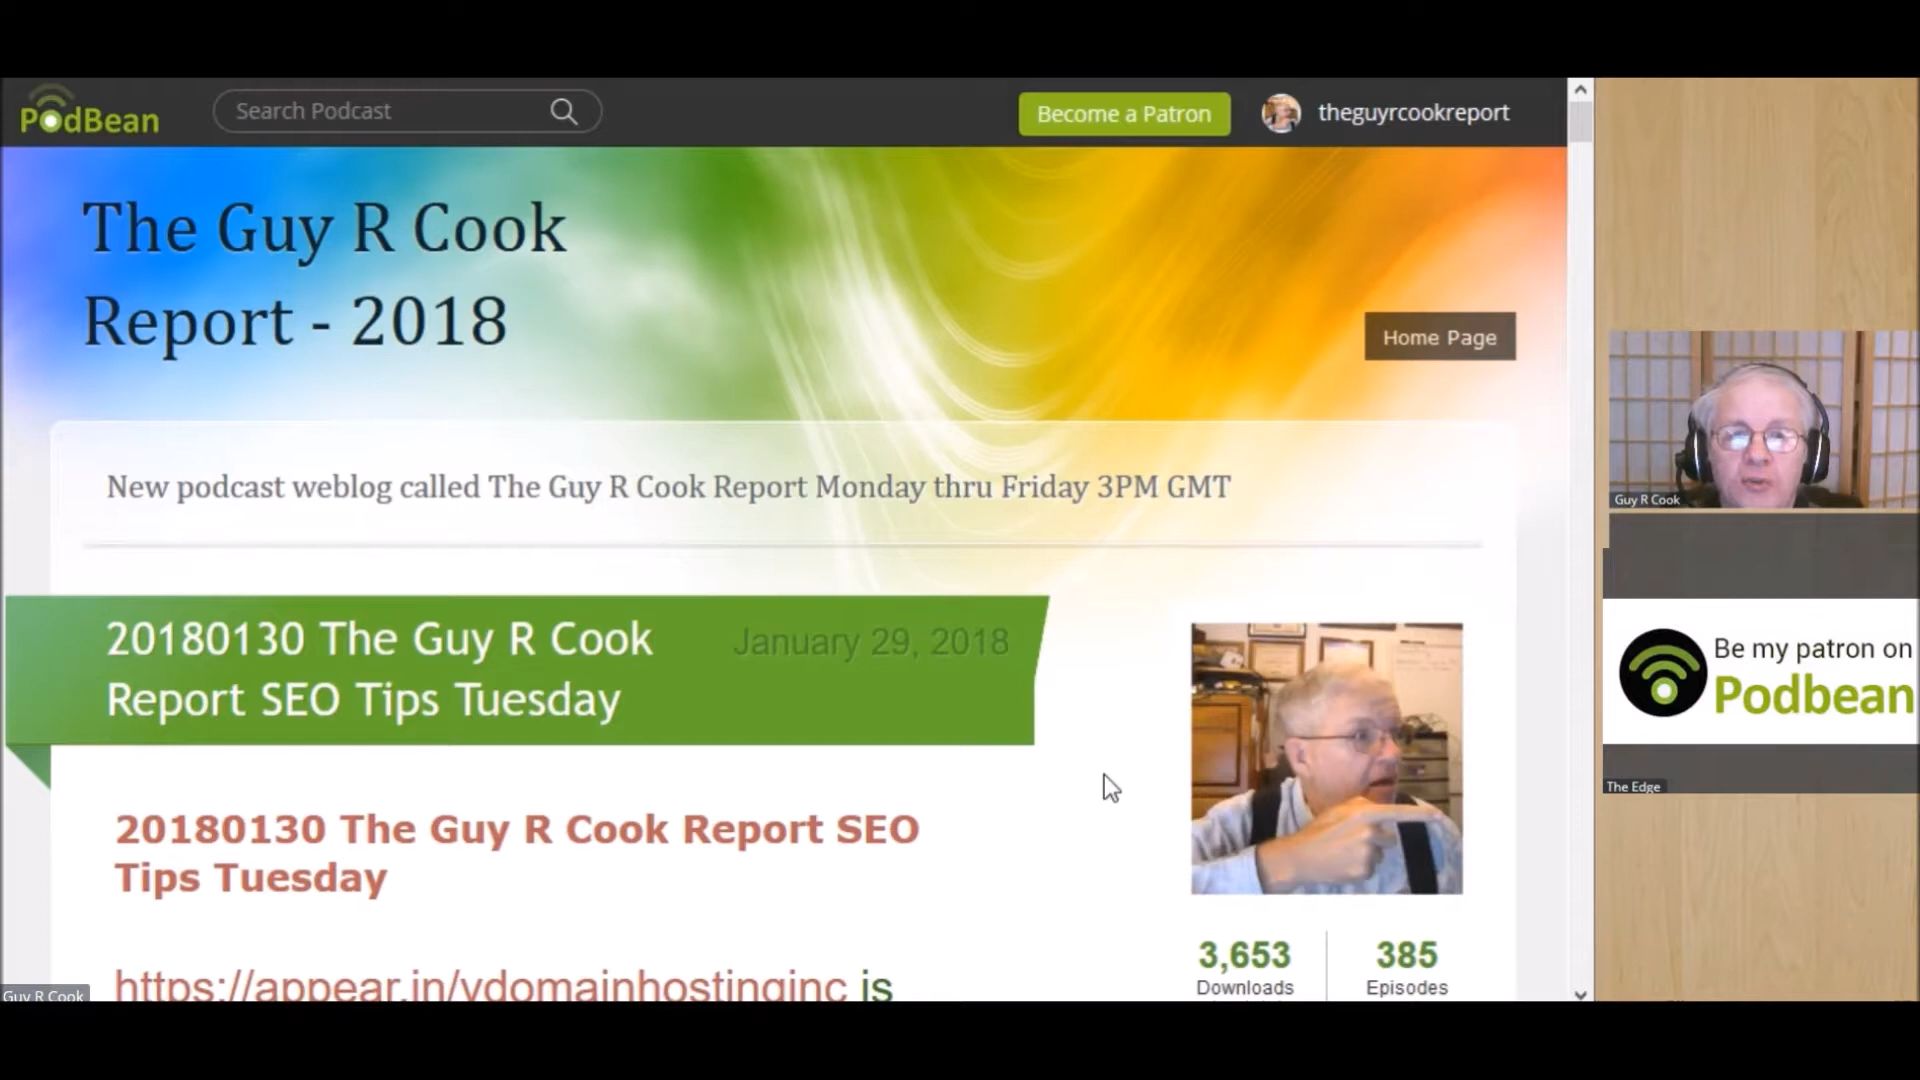 PodBean
Search Podcast
Become a Patron
theguyrcookreport
The Guy R Cook
Report - 2018
Home Page
New podcast weblog called The Guy R Cook Report Monday thru Friday 3PM GMT
20180130 The Guy R Cook
Report SEO Tips Tuesday
January 29, 2018
20180130 The Guy R Cook Report SEO
Tips Tuesday
https://appear.in/vdomainhostinginc is
3,653
Downloads
385
Episodes
Guy R Cook
Guy R Cook
Be my patron on
Podbean
The Edge